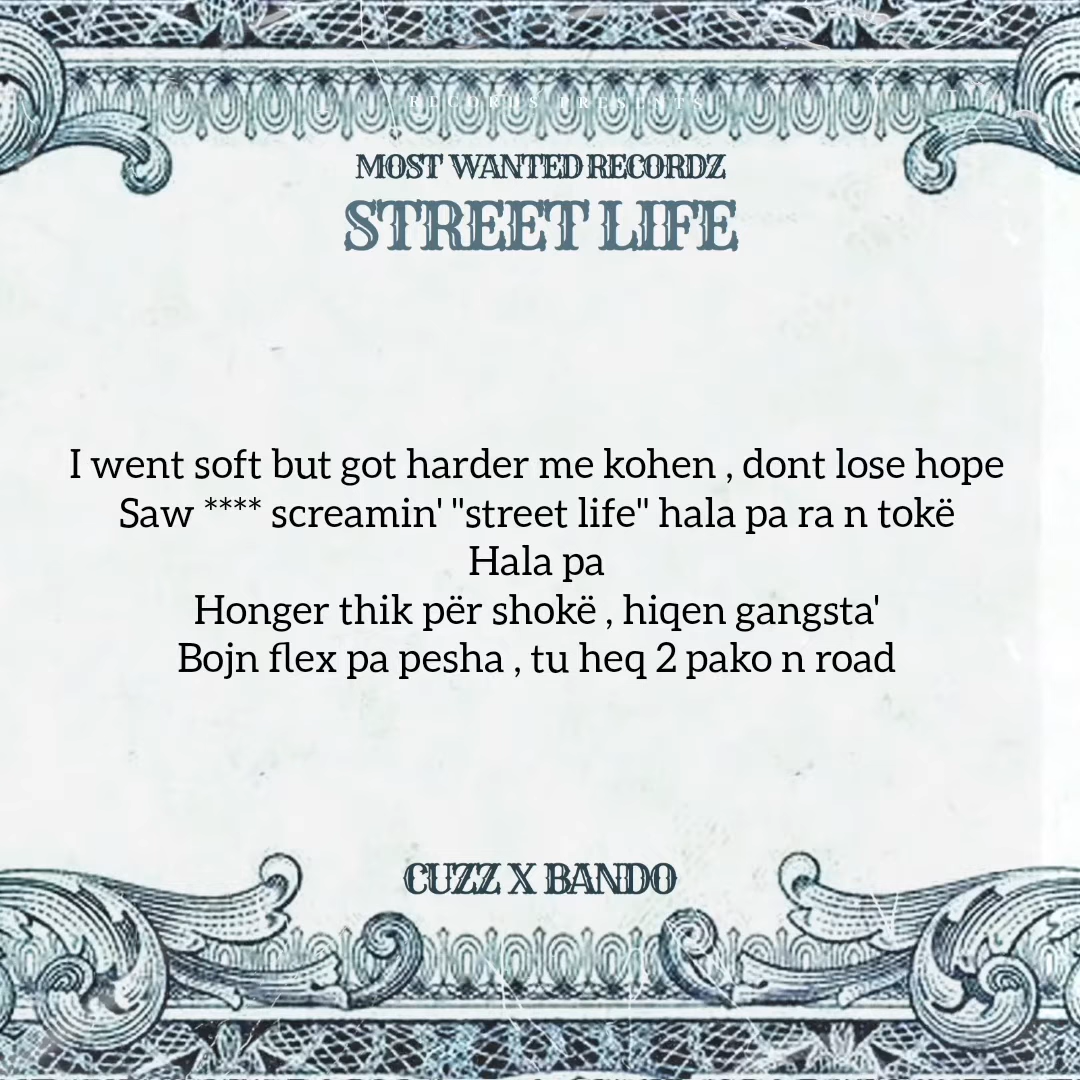 RECORDS PRESENTS
MOST WANTED RECORDZ
STREET LIFE
I went soft but got harder me kohen , dont lose hope
Saw **** screamin' "street life" hala pa ra n tokë
Hala pa
Honger thik për shokë , hiqen gangsta'
Bojn flex pa pesha , tu heq 2 pako n road
CUZZ X BANDO